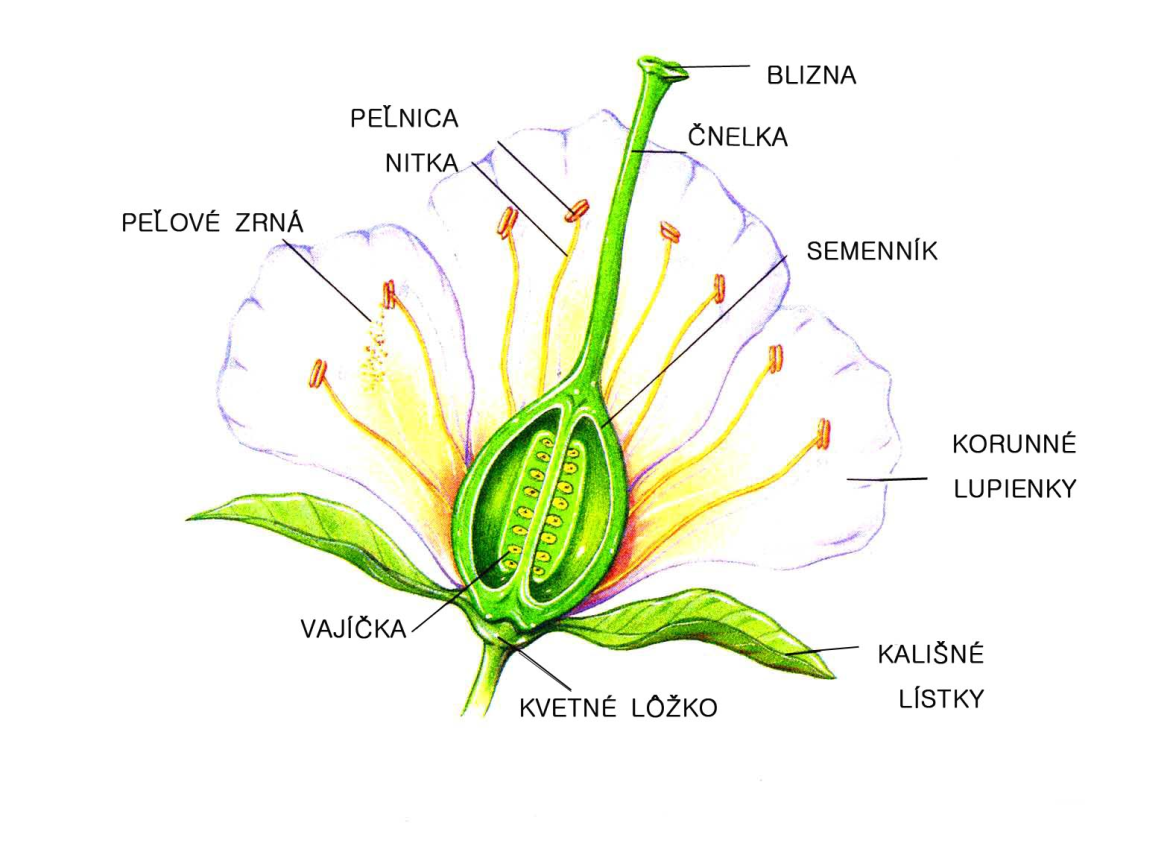 BLIZNA
PEĽNICA
ČNELKA
NITKA
PEĽOVÉ ZRNÁ
SEMENNÍK
KORUNNÉ
LUPIENKY
VAJÍČKA
KALIŠNÉ
LÍSTKY
KVETNÉ LÔŽKO